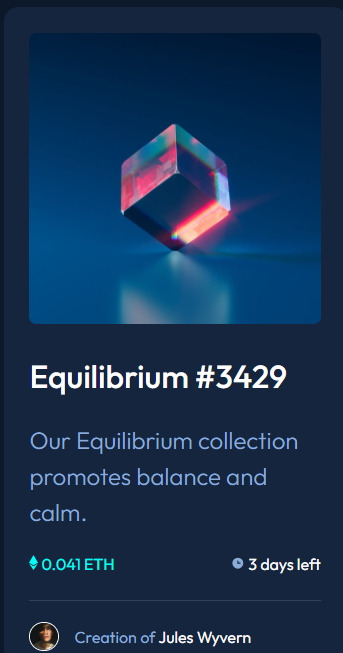 Equilibrium #3429
Our Equilibrium collection
promotes balance and
calm.
0.041 ETH
3 days left
Creation of Jules Wyvern